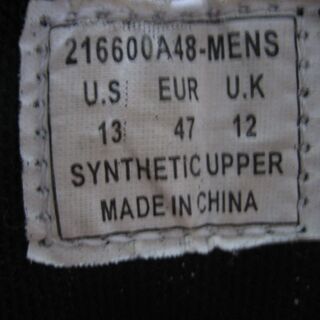 216600A48-MENS
U.S EUR U.K
13 47 12
SYNTHETIC UPPER
MADE IN CHINA